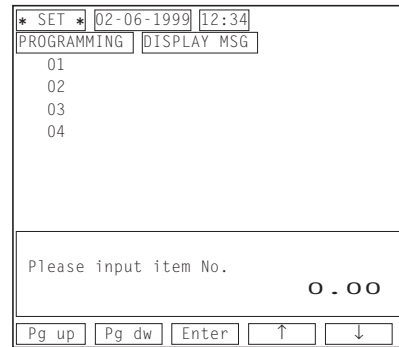 * SET * 02-06-1999 12:34
PROGRAMMING DISPLAY MSG
01
02
03
04
Please input item No.
0.00
Pg up Pg dw Enter ↑ ↓